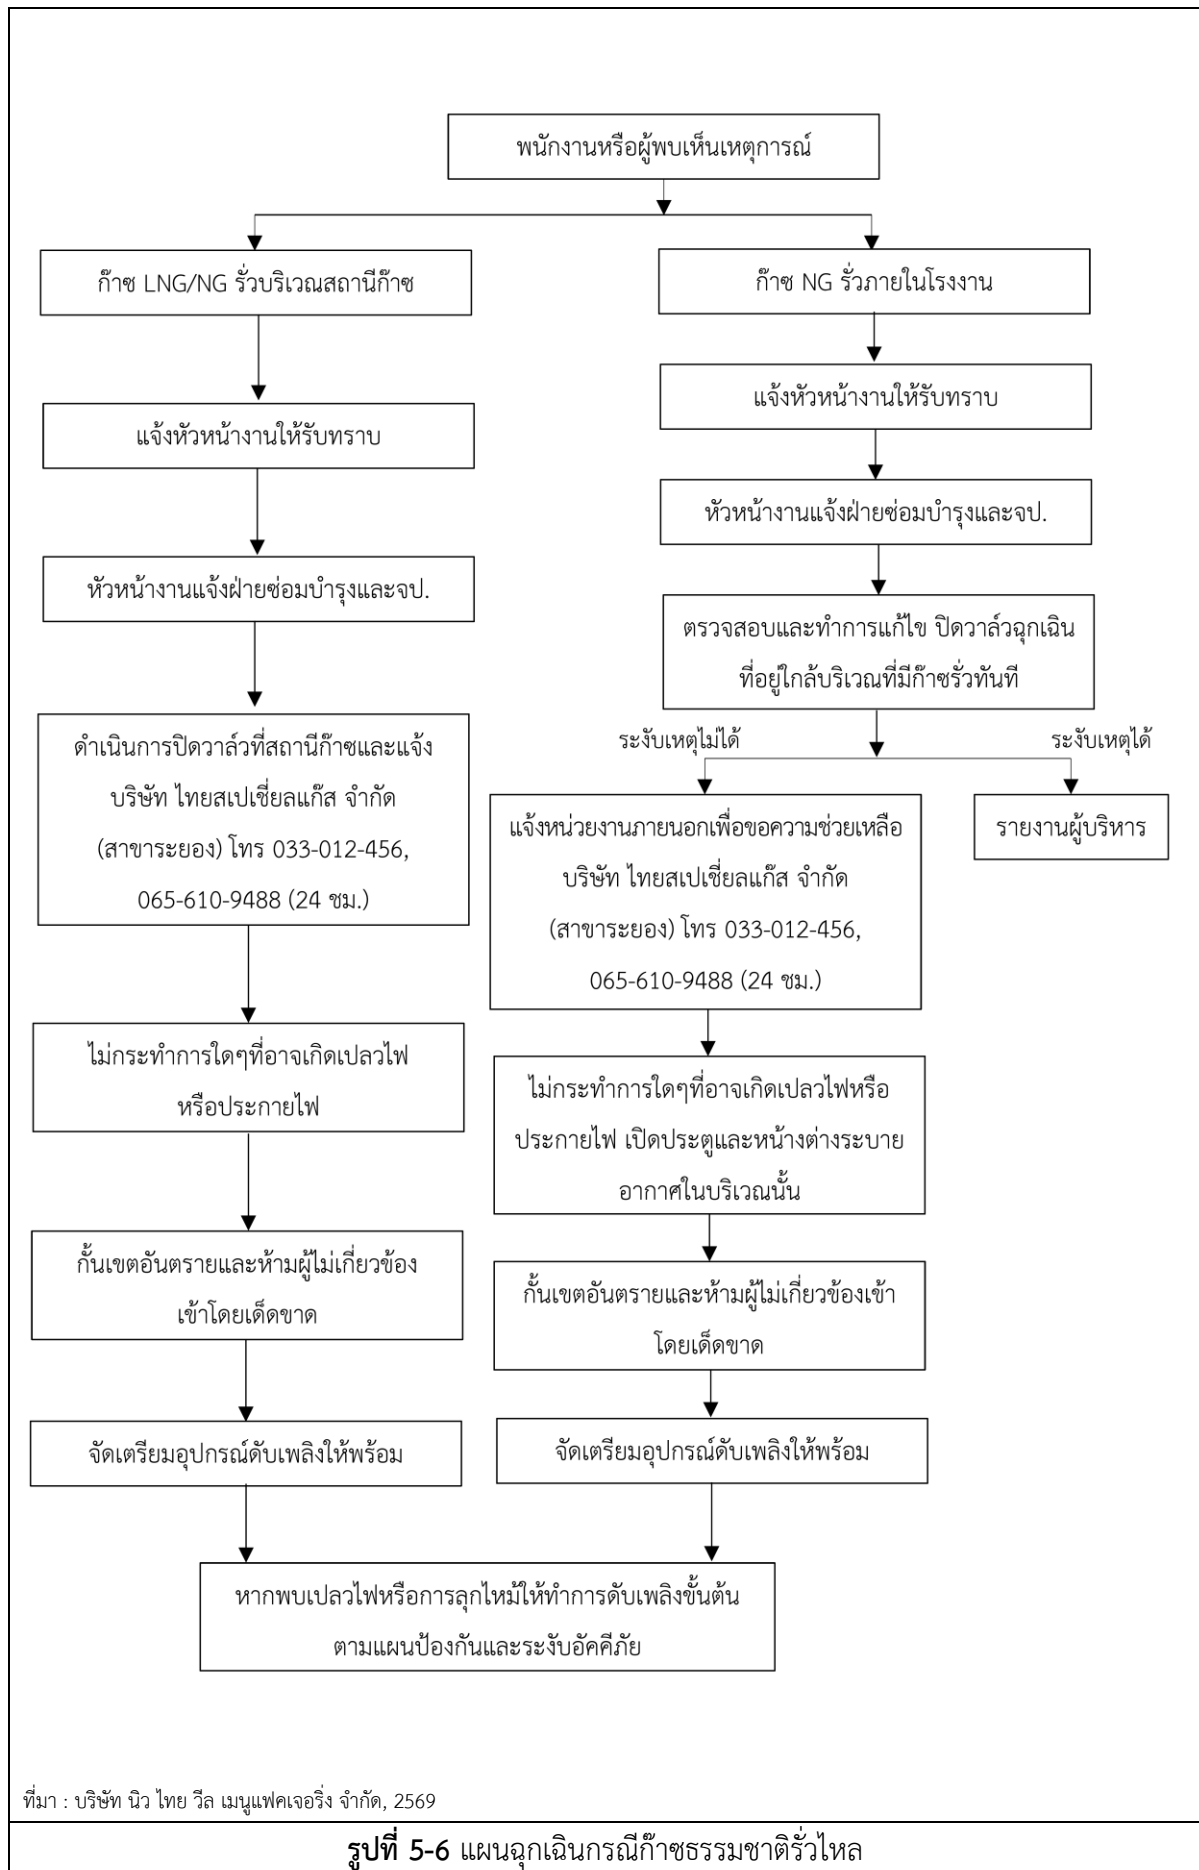 พนักงานหรือผู้พบเห็นเหตุการณ์
ก๊าซ LNG/NG รั่วบริเวณสถานีก๊าซ
แจ้งหัวหน้างานให้รับทราบ
หัวหน้างานแจ้งฝ่ายซ่อมบำรุงและจป.
ดำเนินการปิดวาล์วที่สถานีก๊าซและแจ้ง
บริษัท ไทยสเปเชี่ยลแก๊ส จำกัด
(สาขาระยอง) โทร 033-012-456,
065-610-9488 (24 ชม.)
ไม่กระทำการใดๆที่อาจเกิดเปลวไฟ
หรือประกายไฟ
กั้นเขตอันตรายและห้ามผู้ไม่เกี่ยวข้อง
เข้าโดยเด็ดขาด
จัดเตรียมอุปกรณ์ดับเพลิงให้พร้อม
ก๊าซ NG รั่วภายในโรงงาน
แจ้งหัวหน้างานให้รับทราบ
หัวหน้างานแจ้งฝ่ายซ่อมบำรุงและจป.
ตรวจสอบและทำการแก้ไข ปิดวาล์วฉุกเฉิน
ที่อยู่ใกล้บริเวณที่มีก๊าซรั่วทันที
ระงับเหตุไม่ได้
ระงับเหตุได้
แจ้งหน่วยงานภายนอกเพื่อขอความช่วยเหลือ
บริษัท ไทยสเปเชี่ยลแก๊ส จำกัด
(สาขาระยอง) โทร 033-012-456,
065-610-9488 (24 ชม.)
รายงานผู้บริหาร
ไม่กระทำการใดๆที่อาจเกิดเปลวไฟหรือ
ประกายไฟ เปิดประตูและหน้างต่างระบาย
อากาศในบริเวณนั้น
กั้นเขตอันตรายและห้ามผู้ไม่เกี่ยวข้องเข้า
โดยเด็ดขาด
จัดเตรียมอุปกรณ์ดับเพลิงให้พร้อม
หากพบเปลวไฟหรือการลุกไหม้ให้ทำการดับเพลิงขั้นต้น
ตามแผนป้องกันและระงับอัคคีภัย
ที่มา : บริษัท นิว ไทย วีล เมนูแฟคเจอริ่ง จำกัด, 2569
รูปที่ 5-6 แผนฉุกเฉินกรณีก๊าซธรรมชาติรั่วไหล